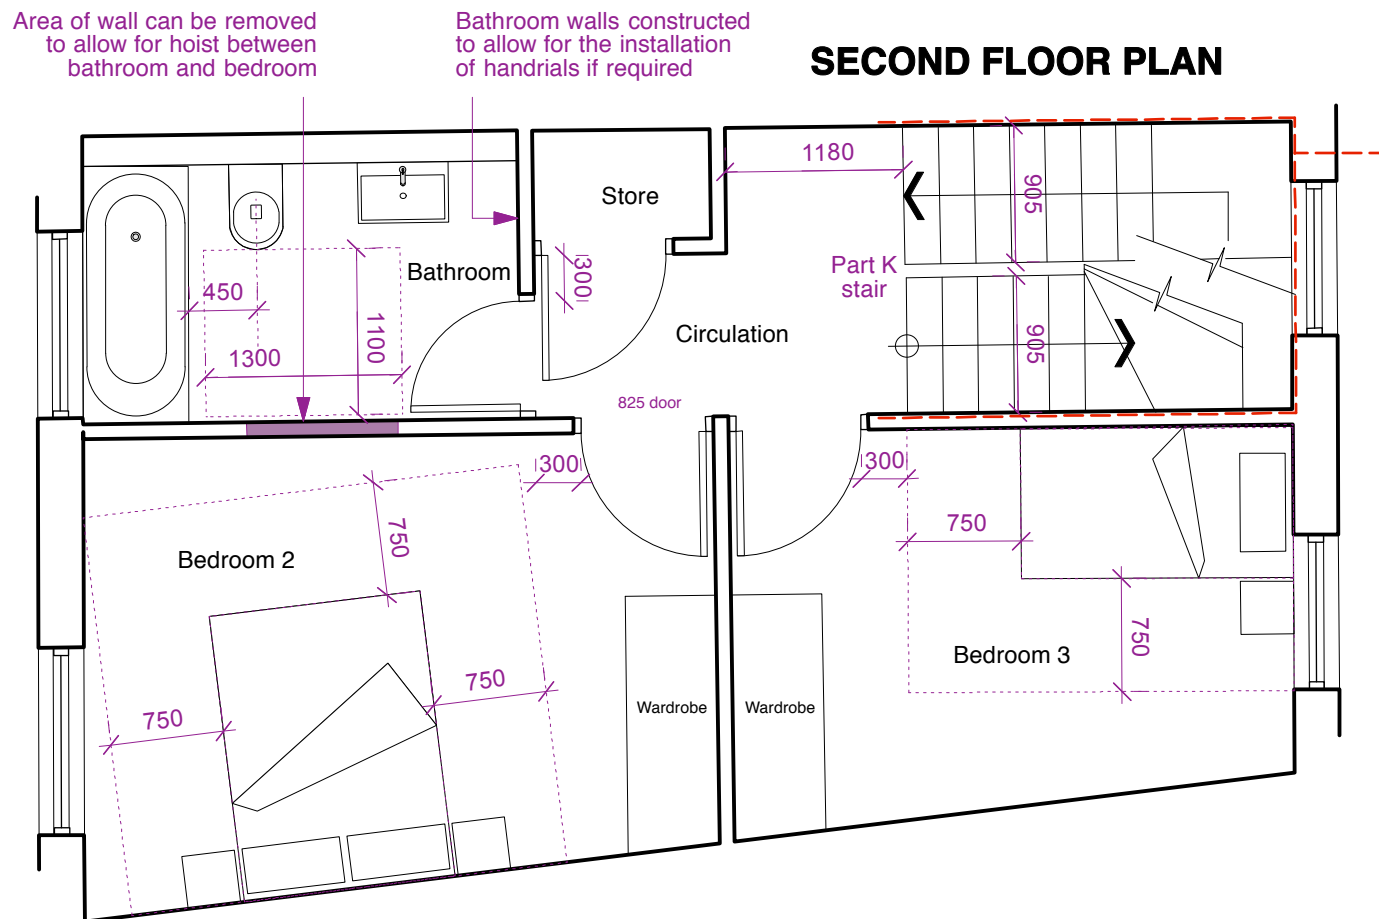 Area of wall can be removed
to allow for hoist between
bathroom and bedroom
Bathroom walls constructed
to allow for the installation
of handrials if required
SECOND FLOOR PLAN
1180
905
Store
Bathroom
300
Part K
stair
450
1100
1300
Circulation
905
825 door
300
300
750
750
Bedroom 2
750
Bedroom 3
750
750
Wardrobe
Wardrobe